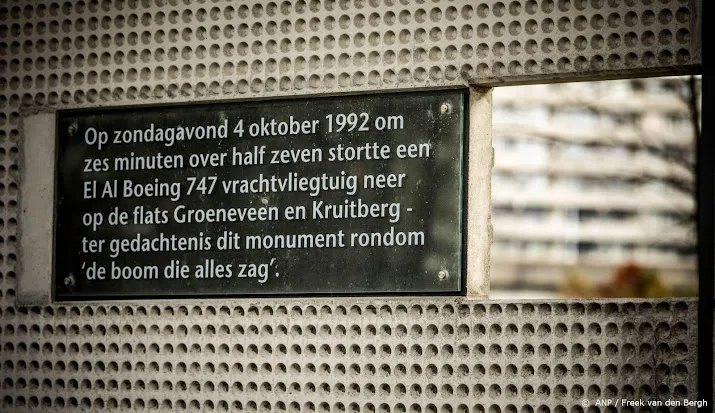 Op zondagavond 4 oktober 1992 om
zes minuten over half zeven stortte een
El Al Boeing 747 vrachtvliegtuig neer
op de flats Groeneveen en Kruitberg -
ter gedachtenis dit monument rondom
‘de boom die alles zag’.
© ANP / Freek van den Bergh